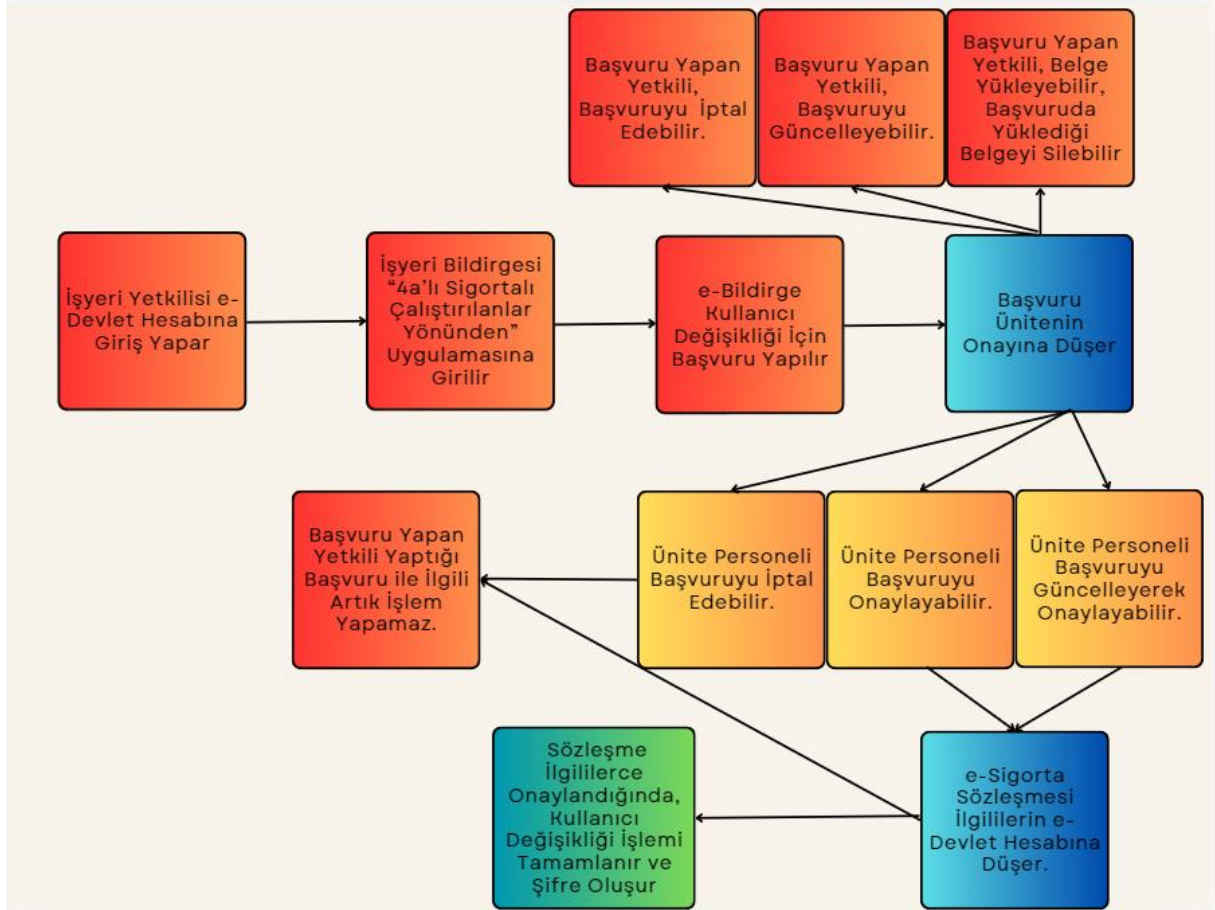 Başvuru Yapan
Yetkili,
Başvuruyu İptal
Edebilir.
Başvuru Yapan
Yetkili,
Başvuruyu
Güncelleyebilir.
Başvuru Yapan
Yetkili, Belge
Yükleyebilir,
Başvuruda
Yüklediği
Belgeyi Silebilir
İşyeri Yetkilisi e-
Devlet Hesabına
Giriş Yapar
İşyeri Bildirgesi
“4a’lı Sigortalı
Çalıştırılanlar
Yönünden”
Uygulamasına
Girilir
e-Bildirge
Kullanıcı
Değişikliği İçin
Başvuru Yapılır
Başvuru
Ünitenin
Onayına Düşer
Başvuru Yapan
Yetkili Yaptığı
Başvuru ile İlgili
Artık İşlem
Yapamaz.
Ünite Personeli
Başvuruyu İptal
Edebilir.
Ünite Personeli
Başvuruyu
Onaylayabilir.
Ünite Personeli
Başvuruyu
Güncelleyerek
Onaylayabilir.
Sözleşme
İlgililerce
Onaylandığında,
Kullanıcı
Değişikliği İşlemi
Tamamlanır ve
Şifre Oluşur
e-Sigorta
Sözleşmesi
İlgililerin e-
Devlet Hesabına
Düşer.